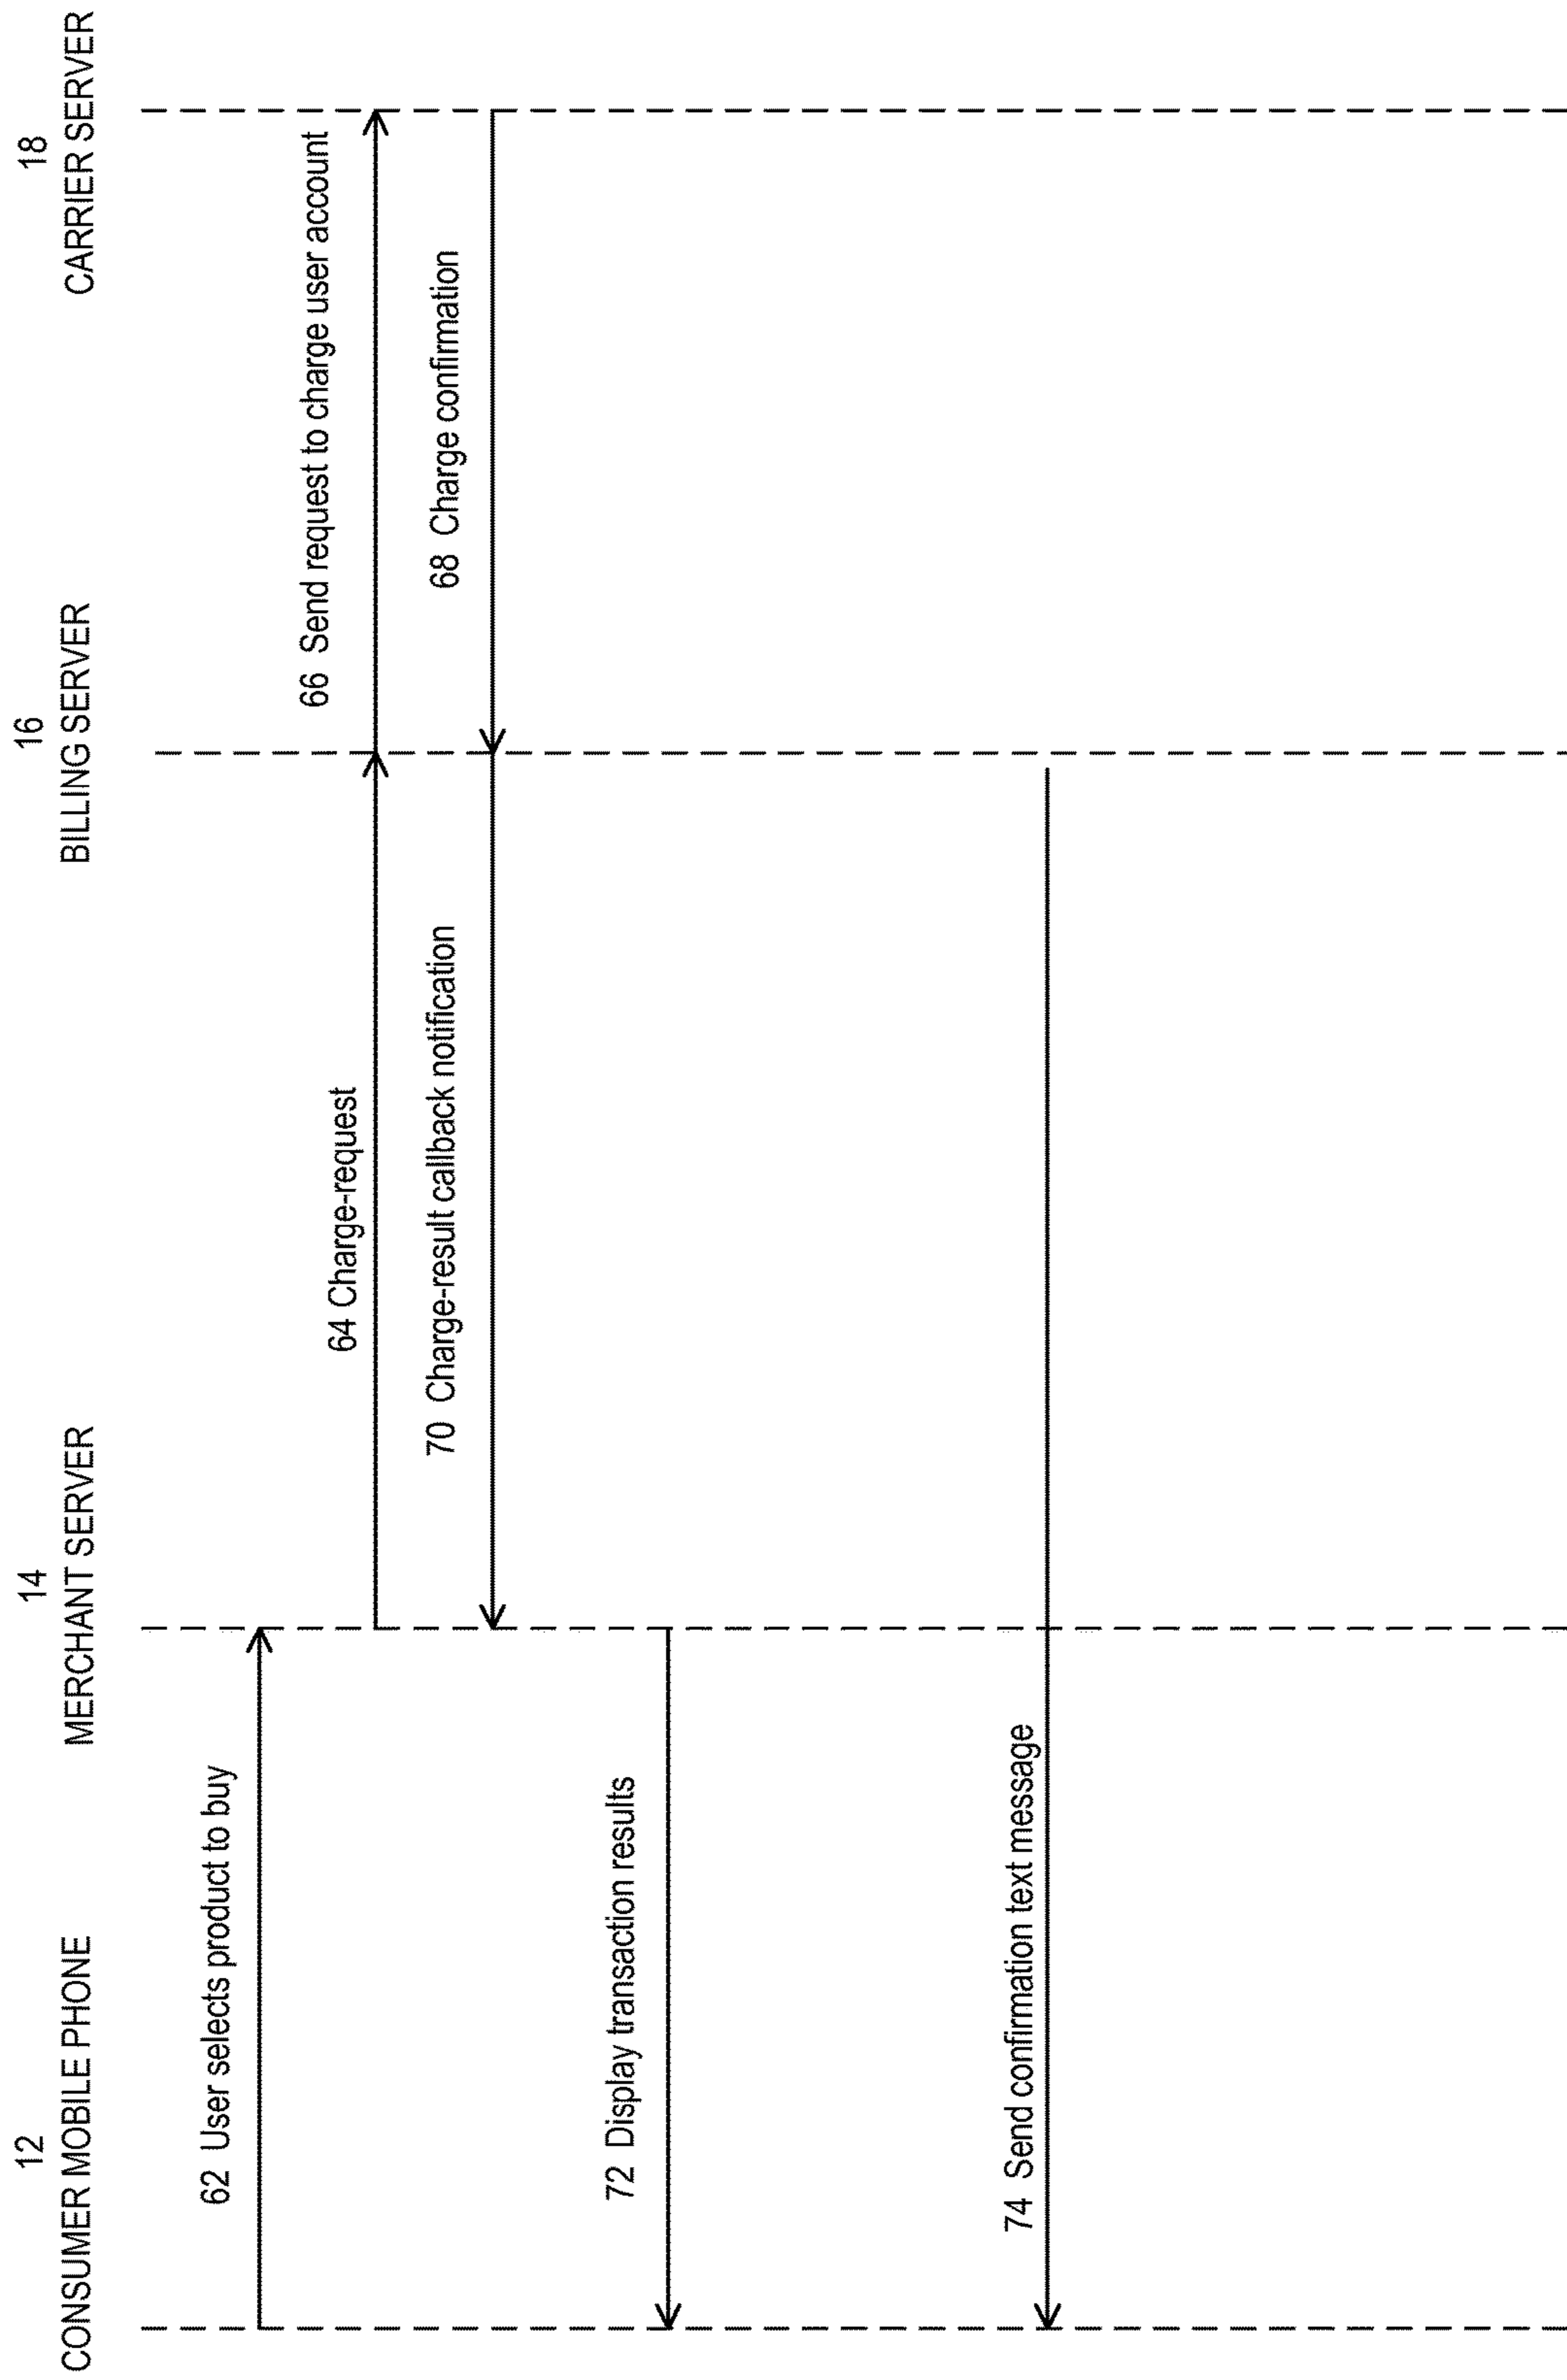 12
CONSUMER MOBILE PHONE
14
MERCHANT SERVER
16
BILLING SERVER
18
CARRIER SERVER
62 User selects product to buy
64 Charge-request
66 Send request to charge user account
68 Charge confirmation
70 Charge-result callback notification
72 Display transaction results
74 Send confirmation text message